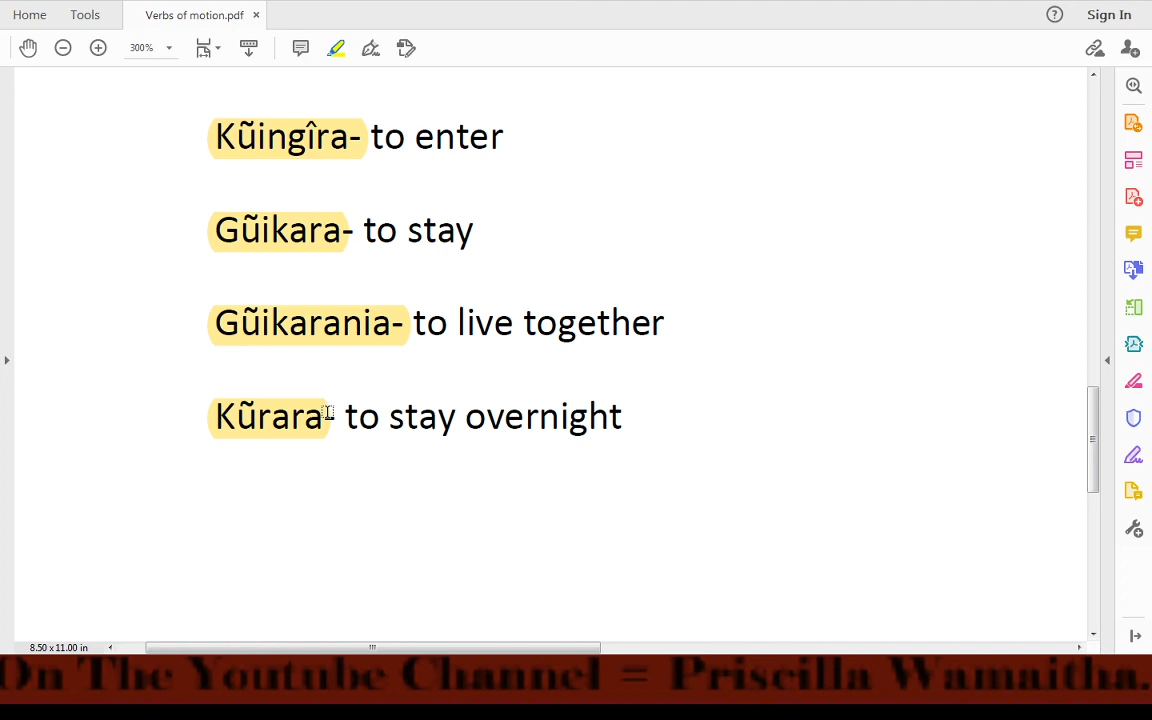 Home Tools Verbs of motion.pdf × Sign In
300%
Kũingîra- to enter
Gũikara- to stay
Gũikarania- to live together
Kũrara- to stay overnight
8.50 x 11.00 in
On The Youtube Channel = Priscilla Wamaitha.